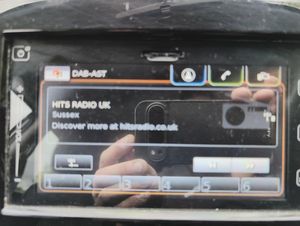 DAB-AST
HITS RADIO UK
Sussex
Discover more at hitsradio.co.uk
1 2 3 4 5 6